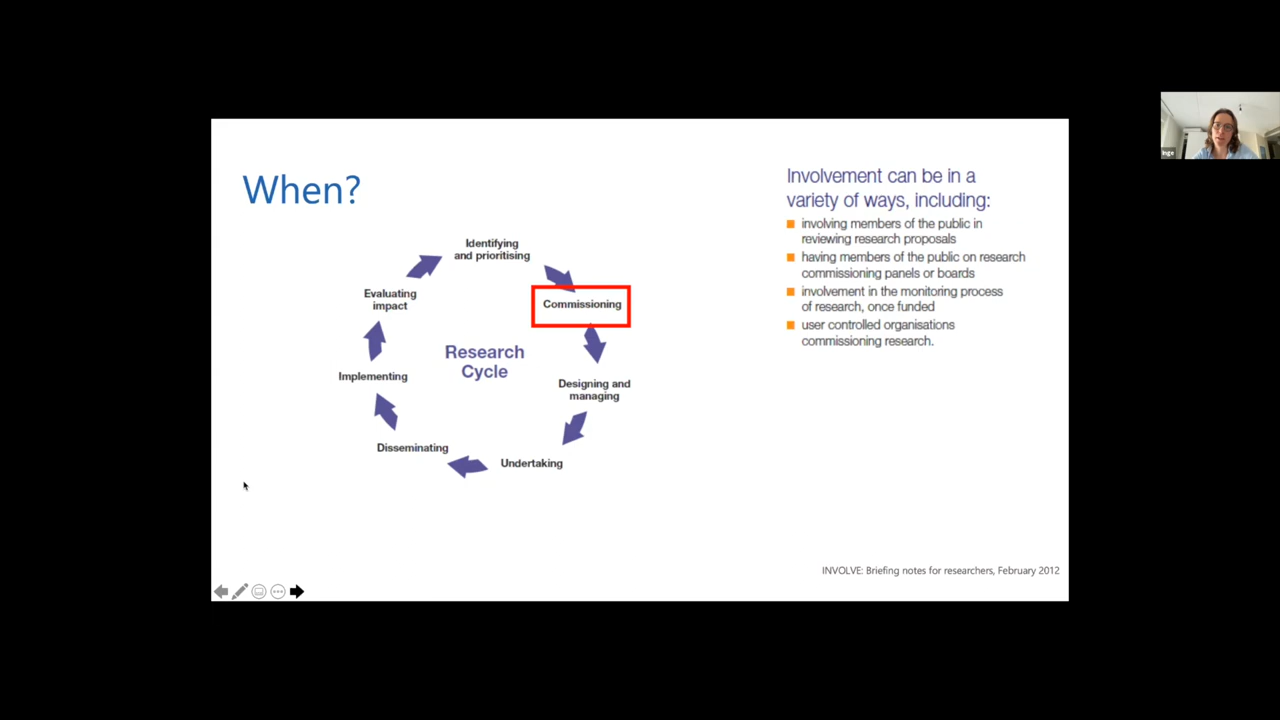 When?
Identifying
and prioritising
Commissioning
Designing and
managing
Undertaking
Disseminating
Implementing
Evaluating
impact
Research
Cycle
Involvement can be in a
variety of ways, including:
involving members of the public in
reviewing research proposals
having members of the public on research
commissioning panels or boards
involvement in the monitoring process
of research, once funded
user controlled organisations
commissioning research.
INVOLVE: Briefing notes for researchers, February 2012
Inge